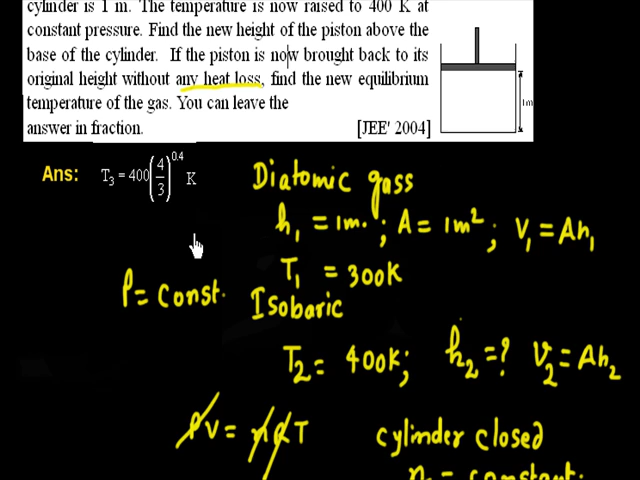 cylinder is 1 m. The temperature is now raised to 400 K at
constant pressure. Find the new height of the piston above the
base of the cylinder. If the piston is now brought back to its
original height without any heat loss, find the new equilibrium
temperature of the gas. You can leave the
answer in fraction. [JEE' 2004]
1m
Ans: T₃ = 400(4/3)^0.4 K
Diatomic gass
h₁ = 1m. ; A = 1m² ; V₁ = Ah₁
T₁ = 300K
P = Const.
Isobaric
T₂ = 400K; h₂ = ? V₂ = Ah₂
PV = nRT
cylinder closed
n = constant.